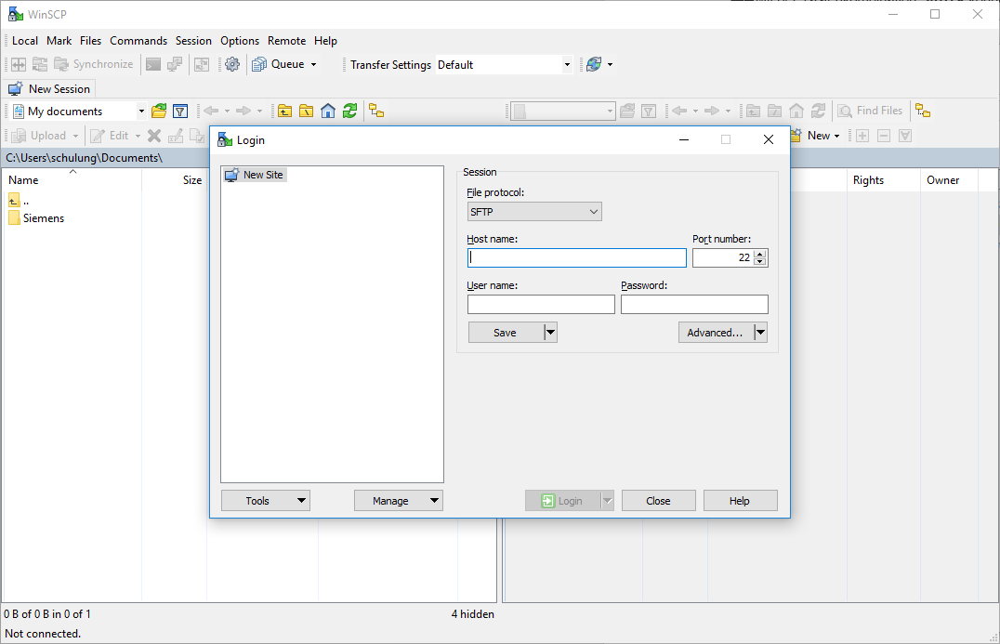 WinSCP
Local Mark Files Commands Session Options Remote Help
Synchronize Queue Transfer Settings Default
New Session
My documents Find Files
Upload Edit New
C:\Users\schulung\Documents\
Name Size Rights Owner
..
Siemens
Login
New Site
Session
File protocol:
SFTP
Host name: Port number:
22
User name: Password:
Save Advanced...
Tools Manage Login Close Help
0 B of 0 B in 0 of 1 4 hidden
Not connected.